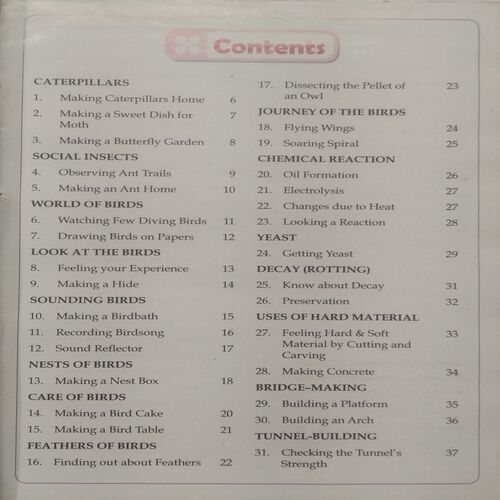 Contents
CATERPILLARS
1. Making Caterpillars Home 6
2. Making a Sweet Dish for 7
Moth
3. Making a Butterfly Garden 8
SOCIAL INSECTS
4. Observing Ant Trails 9
5. Making an Ant Home 10
WORLD OF BIRDS
6. Watching Few Diving Birds 11
7. Drawing Birds on Papers 12
LOOK AT THE BIRDS
8. Feeling your Experience 13
9. Making a Hide 14
SOUNDING BIRDS
10. Making a Birdbath 15
11. Recording Birdsong 16
12. Sound Reflector 17
NESTS OF BIRDS
13. Making a Nest Box 18
CARE OF BIRDS
14. Making a Bird Cake 20
15. Making a Bird Table 21
FEATHERS OF BIRDS
16. Finding out about Feathers 22
17. Dissecting the Pellet of 23
an Owl
JOURNEY OF THE BIRDS
18. Flying Wings 24
19. Soaring Spiral 25
CHEMICAL REACTION
20. Oil Formation 26
21. Electrolysis 27
22. Changes due to Heat 27
23. Looking a Reaction 28
YEAST
24. Getting Yeast 29
DECAY (ROTTING)
25. Know about Decay 31
26. Preservation 32
USES OF HARD MATERIAL
27. Feeling Hard & Soft 33
Material by Cutting and
Carving
28. Making Concrete 34
BRIDGE-MAKING
29. Building a Platform 35
30. Building an Arch 36
TUNNEL-BUILDING
31. Checking the Tunnel's 37
Strength